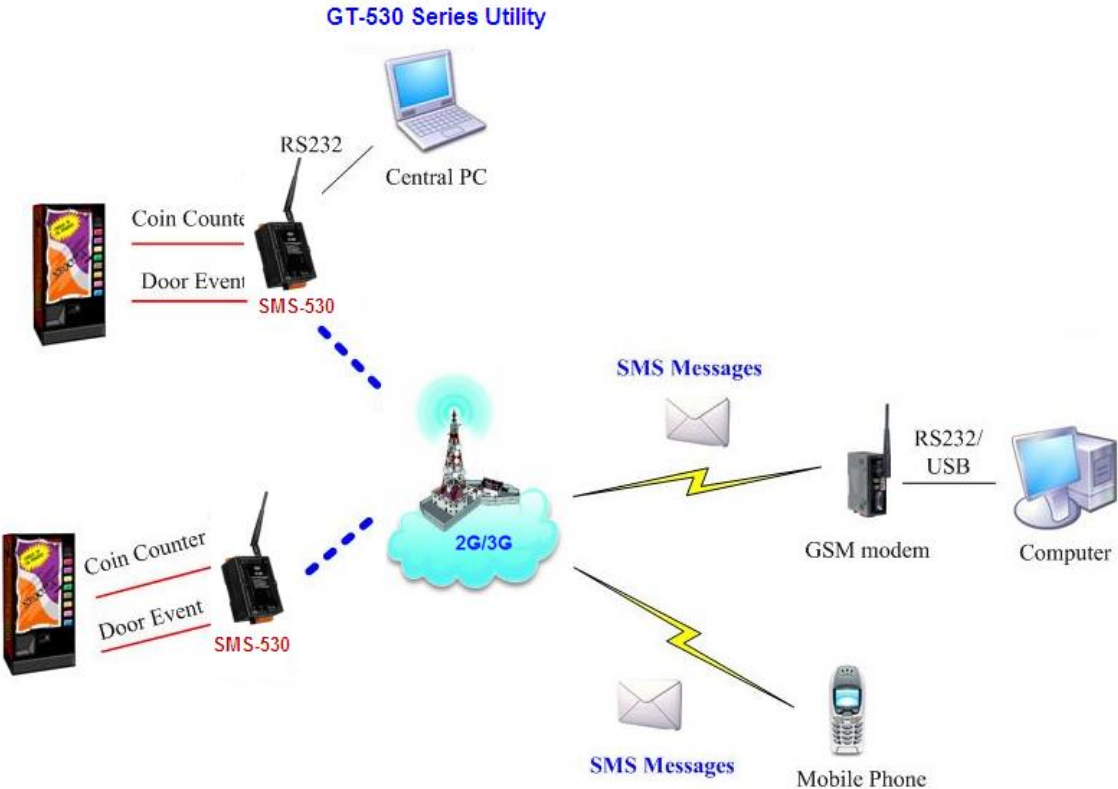 GT-530 Series Utility
RS232
Central PC
Coin Counte
Door Event
SMS-530
SMS Messages
RS232/
USB
2G/3G
GSM modem
Computer
Coin Counter
Door Event
SMS-530
SMS Messages
Mobile Phone